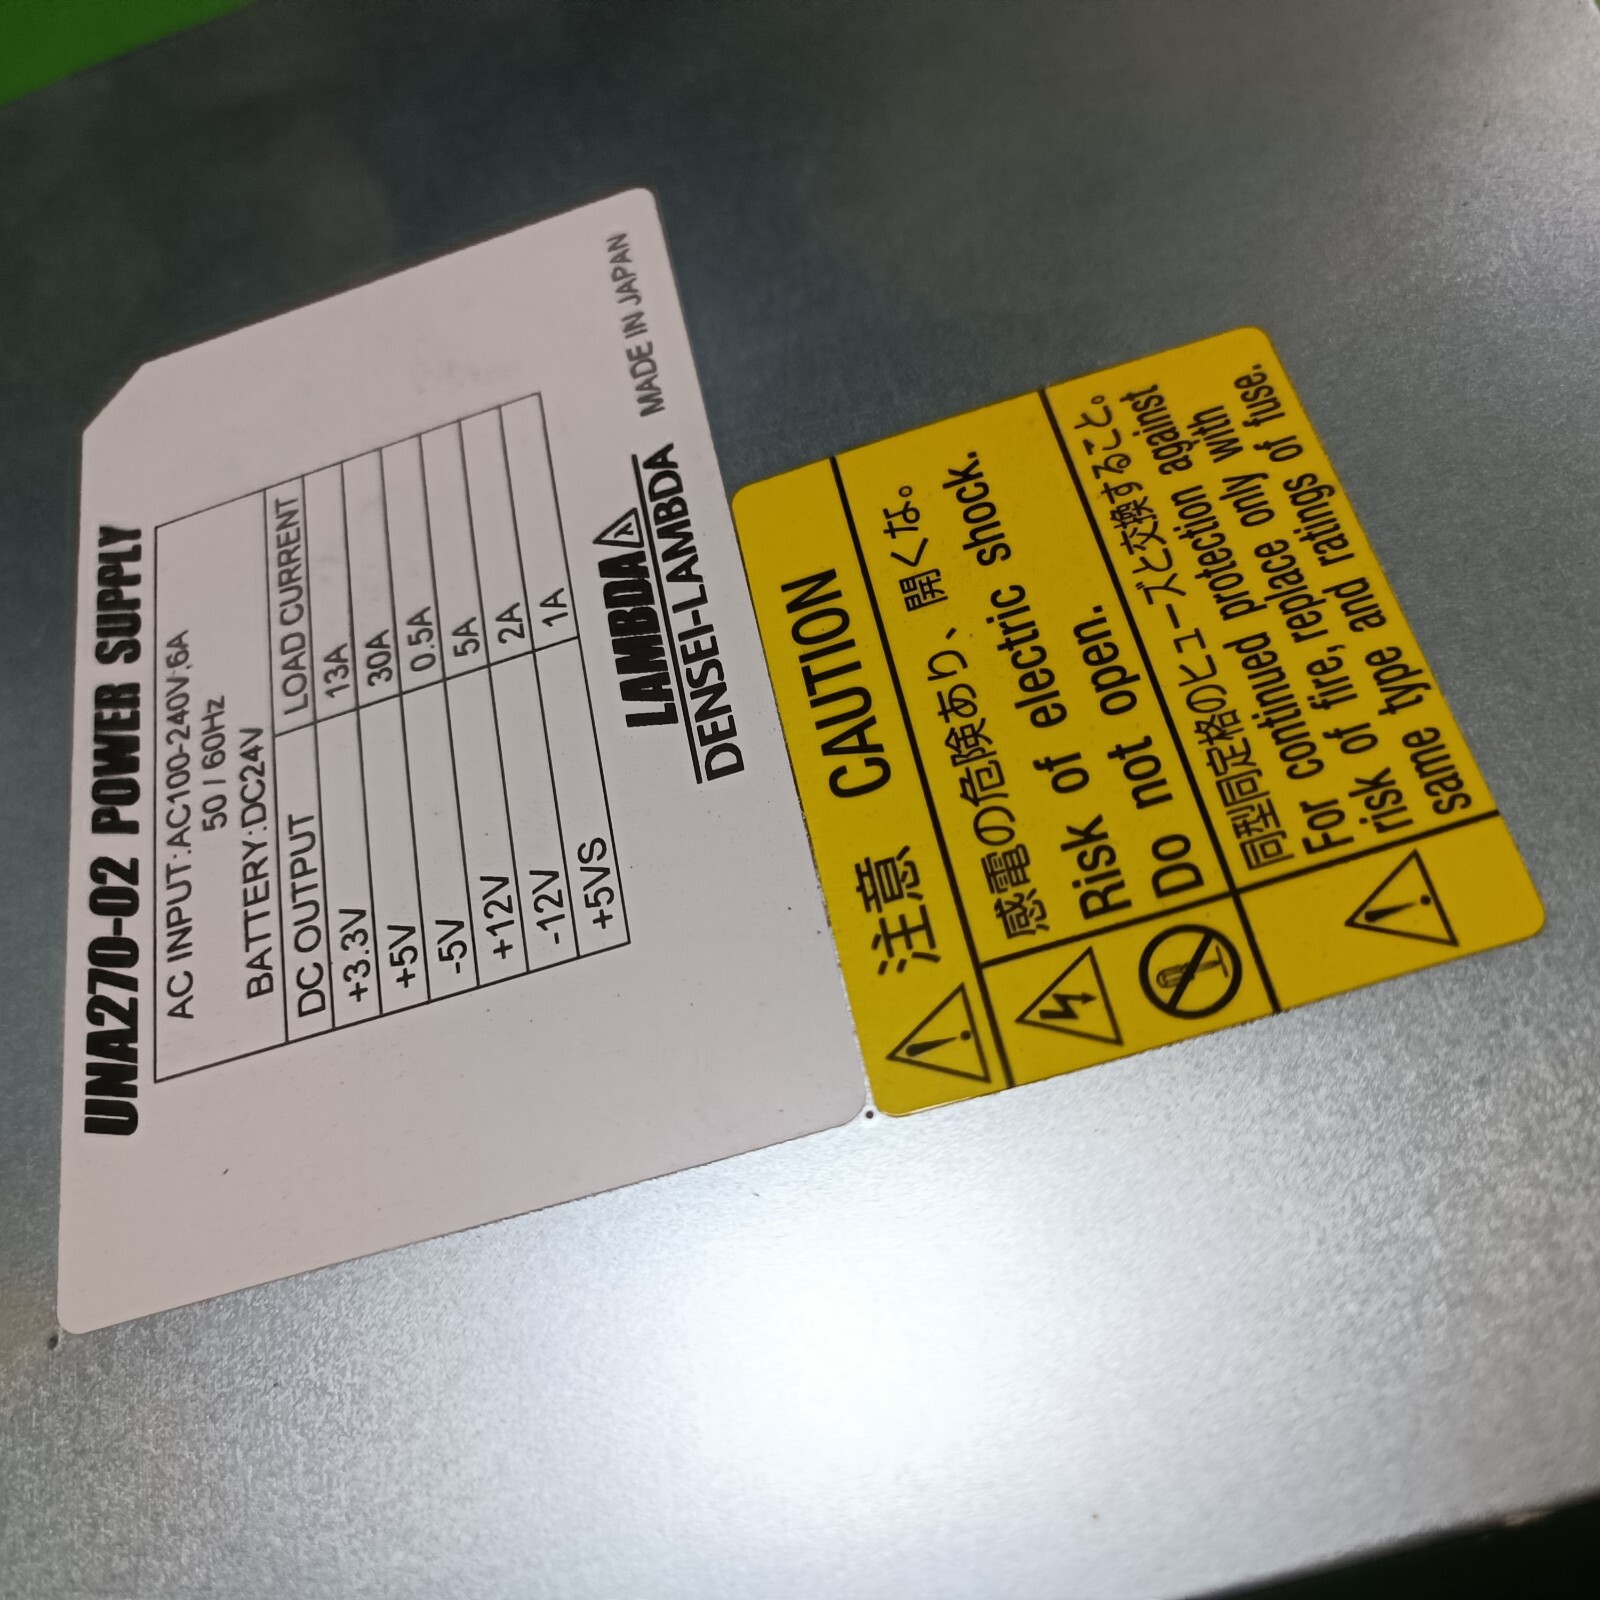 UNA270-02 POWER SUPPLY
AC INPUT:AC100-240V,6A
50 / 60Hz
BATTERY:DC24V
DC OUTPUT LOAD CURRENT
+3.3V 13A
+5V 30A
-5V 0.5A
+12V 5A
-12V 2A
+5VS 1A
LAMBDA
DENSEI-LAMBDA MADE IN JAPAN
注意 CAUTION
感電の危険あり、開くな。
Risk of electric shock.
Do not open.
同型同定格のヒューズと交換すること。
For continued protection against
risk of fire, replace only with
same type and ratings of fuse.